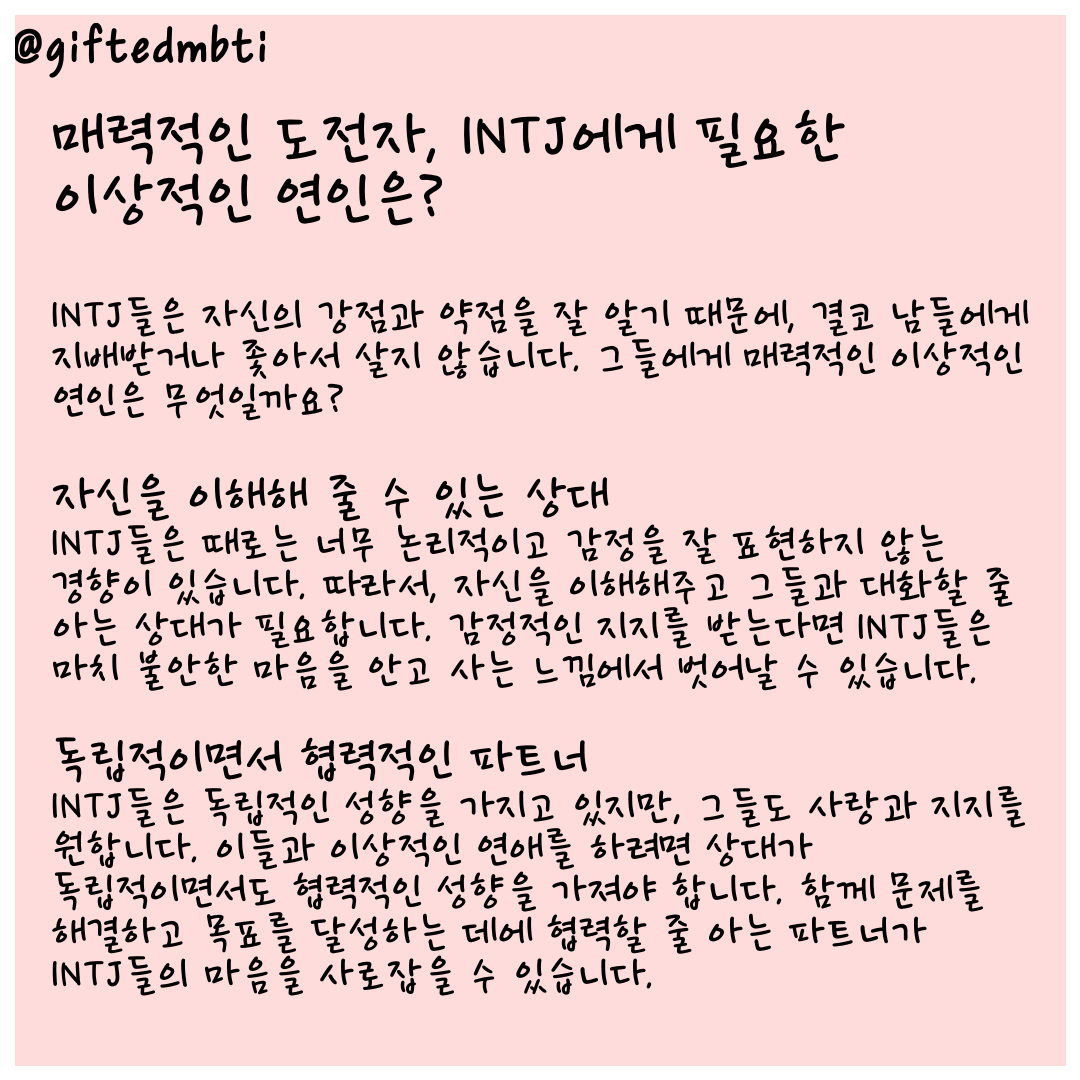 @giftedmbti
매력적인 도전자, INTJ에게 필요한
이상적인 연인은?
INTJ들은 자신의 강점과 약점을 잘 알기 때문에, 결코 남들에게
지배받거나 좇아서 살지 않습니다. 그들에게 매력적인 이상적인
연인은 무엇일까요?
자신을 이해해 줄 수 있는 상대
INTJ들은 때로는 너무 논리적이고 감정을 잘 표현하지 않는
경향이 있습니다. 따라서, 자신을 이해해주고 그들과 대화할 줄
아는 상대가 필요합니다. 감정적인 지지를 받는다면 INTJ들은
마치 불안한 마음을 안고 사는 느낌에서 벗어날 수 있습니다.
독립적이면서 협력적인 파트너
INTJ들은 독립적인 성향을 가지고 있지만, 그들도 사랑과 지지를
원합니다. 이들과 이상적인 연애를 하려면 상대가
독립적이면서도 협력적인 성향을 가져야 합니다. 함께 문제를
해결하고 목표를 달성하는 데에 협력할 줄 아는 파트너가
INTJ들의 마음을 사로잡을 수 있습니다.